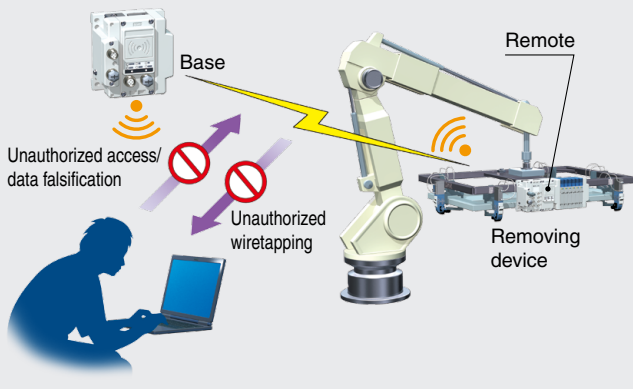 Remote
Base
Unauthorized access/
data falsification
Unauthorized
wiretapping
Removing
device